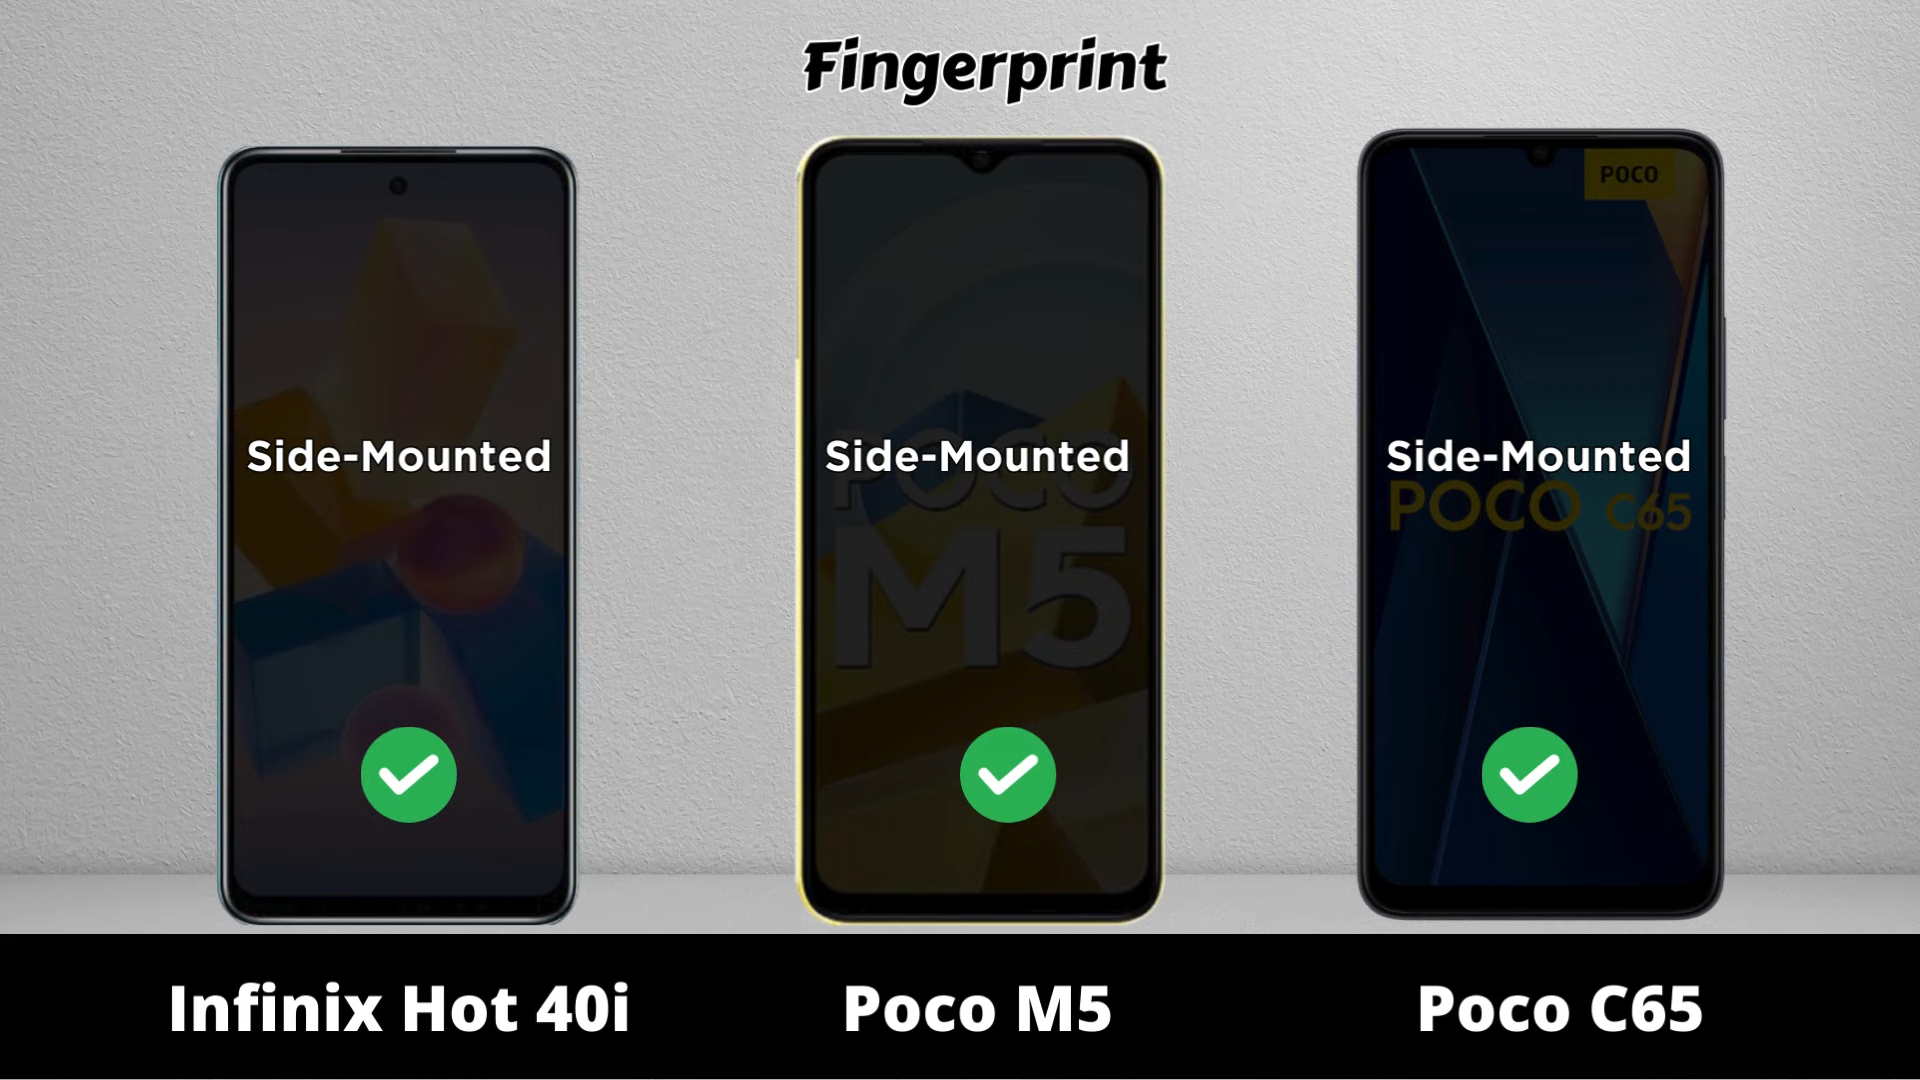 Fingerprint
POCO
Side-Mounted
Side-Mounted
Side-Mounted
POCO
M5
POCO C65
Infinix Hot 40i
Poco M5
Poco C65